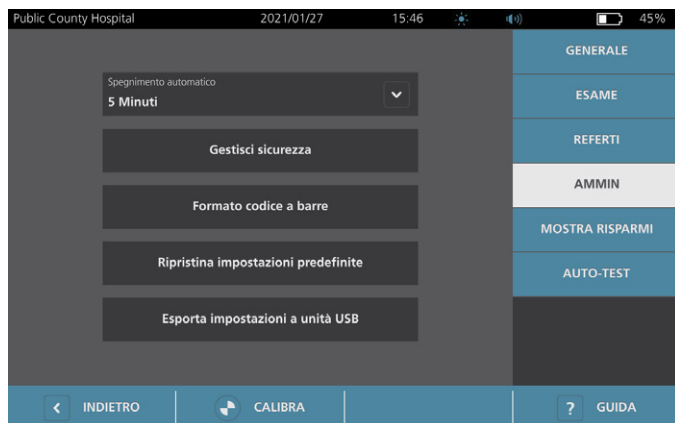 Public County Hospital 2021/01/27 15:46 45%
GENERALE
Spegnimento automatico
5 Minuti
ESAME
Gestisci sicurezza
REFERTI
Formato codice a barre
AMMIN
MOSTRA RISPARMI
Ripristina impostazioni predefinite
AUTO-TEST
Esporta impostazioni a unità USB
INDIETRO CALIBRA ? GUIDA